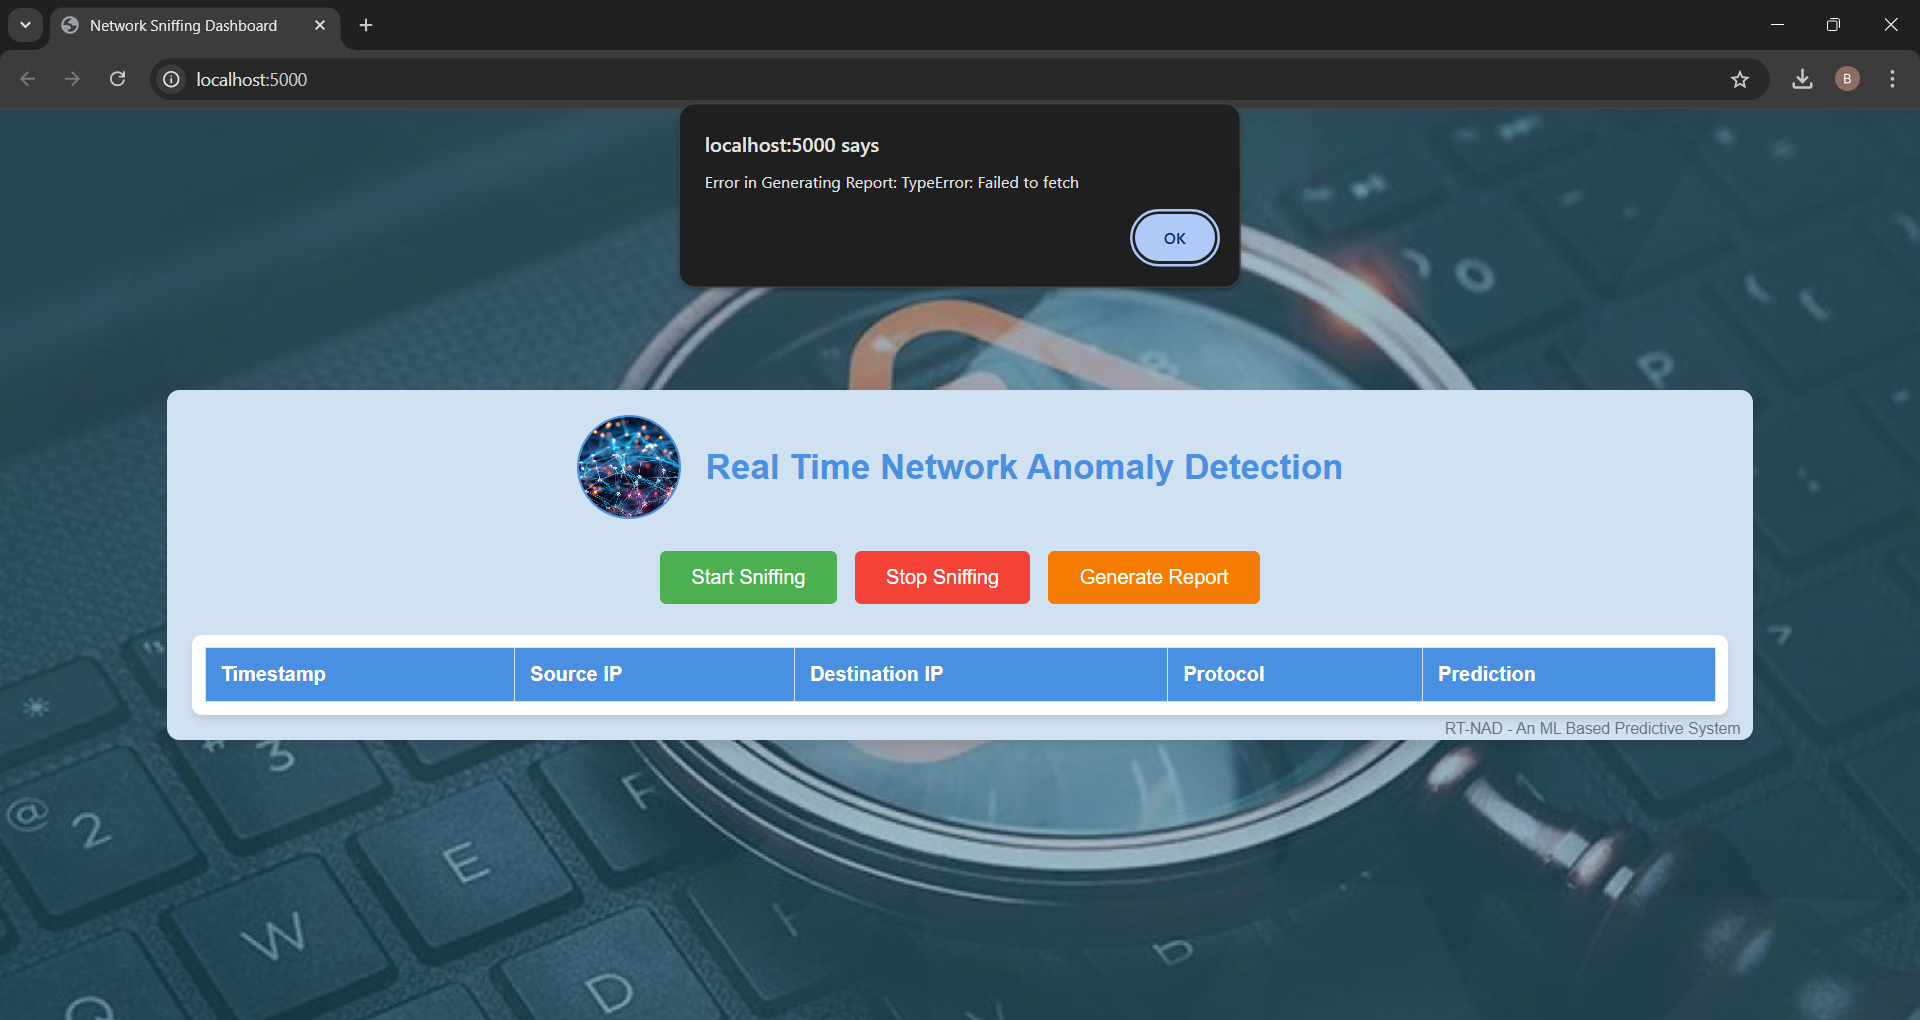 Network Sniffing Dashboard
localhost:5000
B
localhost:5000 says
Error in Generating Report: TypeError: Failed to fetch
OK
Real Time Network Anomaly Detection
Start Sniffing
Stop Sniffing
Generate Report
Timestamp
Source IP
Destination IP
Protocol
Prediction
RT-NAD - An ML Based Predictive System
O
P
# 3
@ 2
F
E
W
D
Q